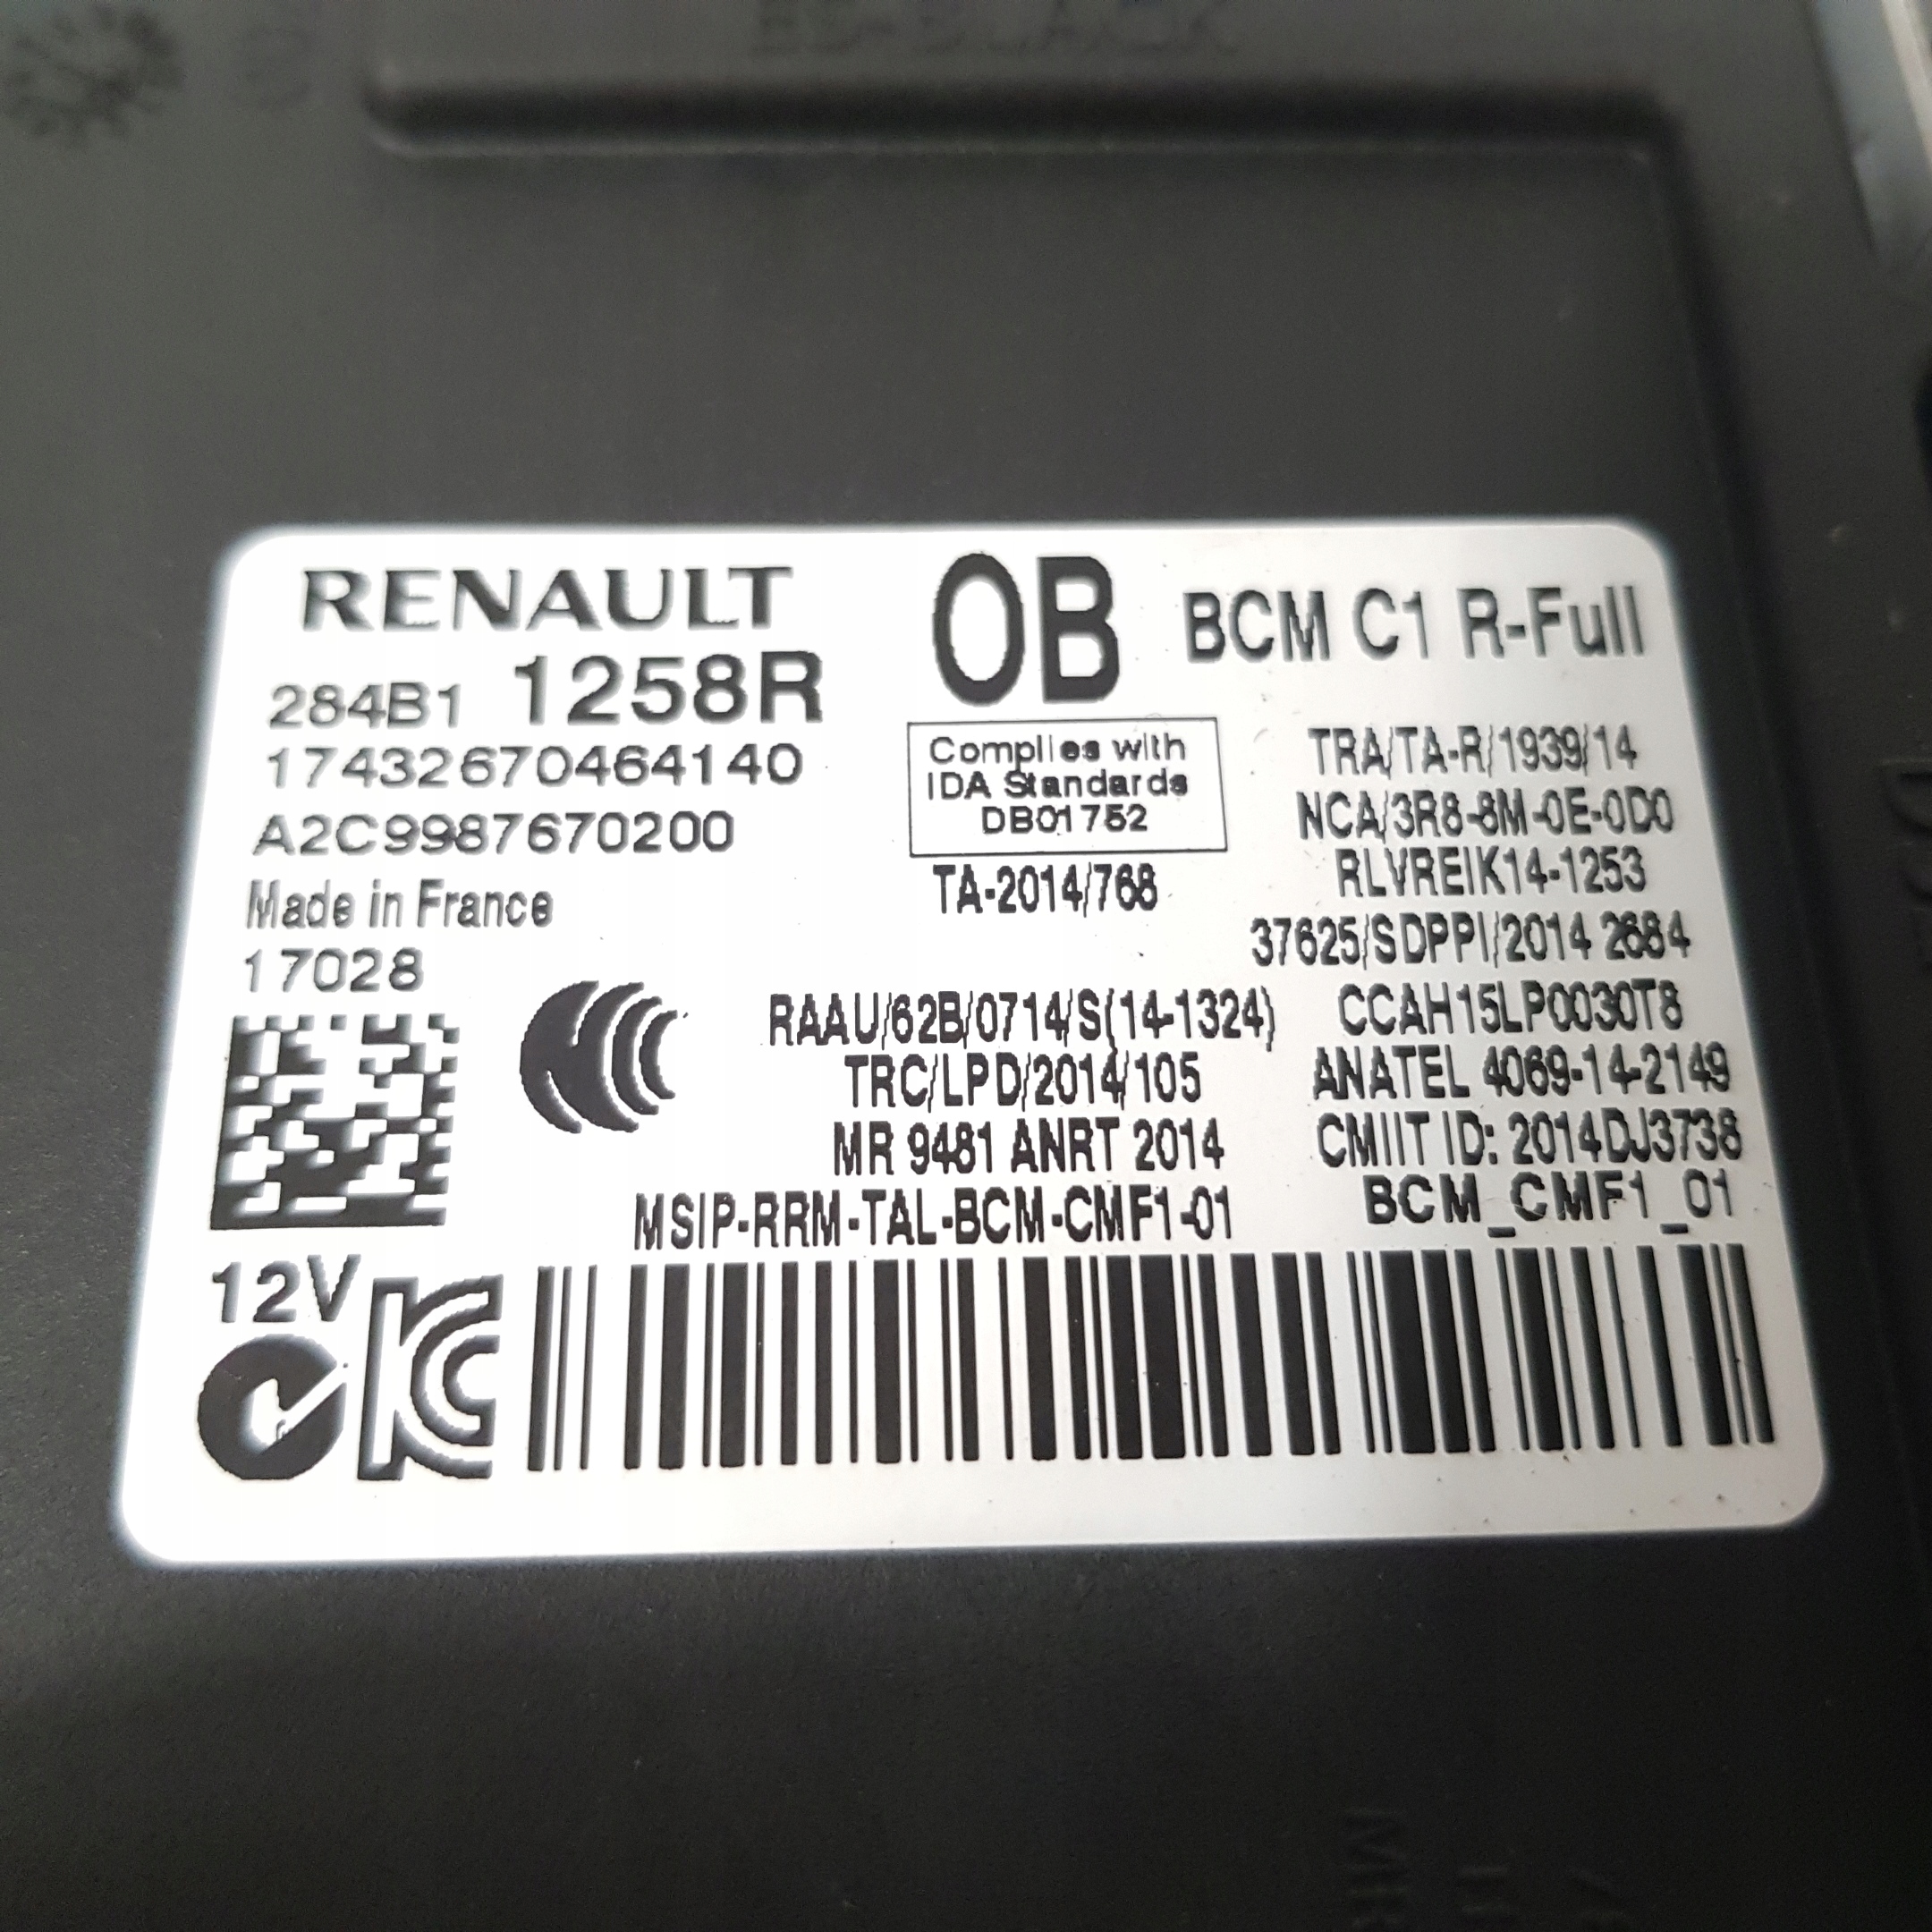 RENAULT
284B1 1258R
17432670464140
A2C9987670200
Made in France
17028
12V
OB
BCM C1 R-Full
Complies with
IDA Standards
DB01752
TA-2014/768
TRA/TA-R/1939/14
NCA/3R8-8M-0E-0D0
RLVREIK14-1253
37625/SDPPI/2014 2684
RAAU/62B/0714/S(14-1324)
CCAH15LP0030T8
TRC/LPD/2014/105
ANATEL 4069-14-2149
MR 9481 ANRT 2014
CMIIT ID: 2014DJ3738
MSIP-RRM-TAL-BCM-CMF1-01
BCM_CMF1_01